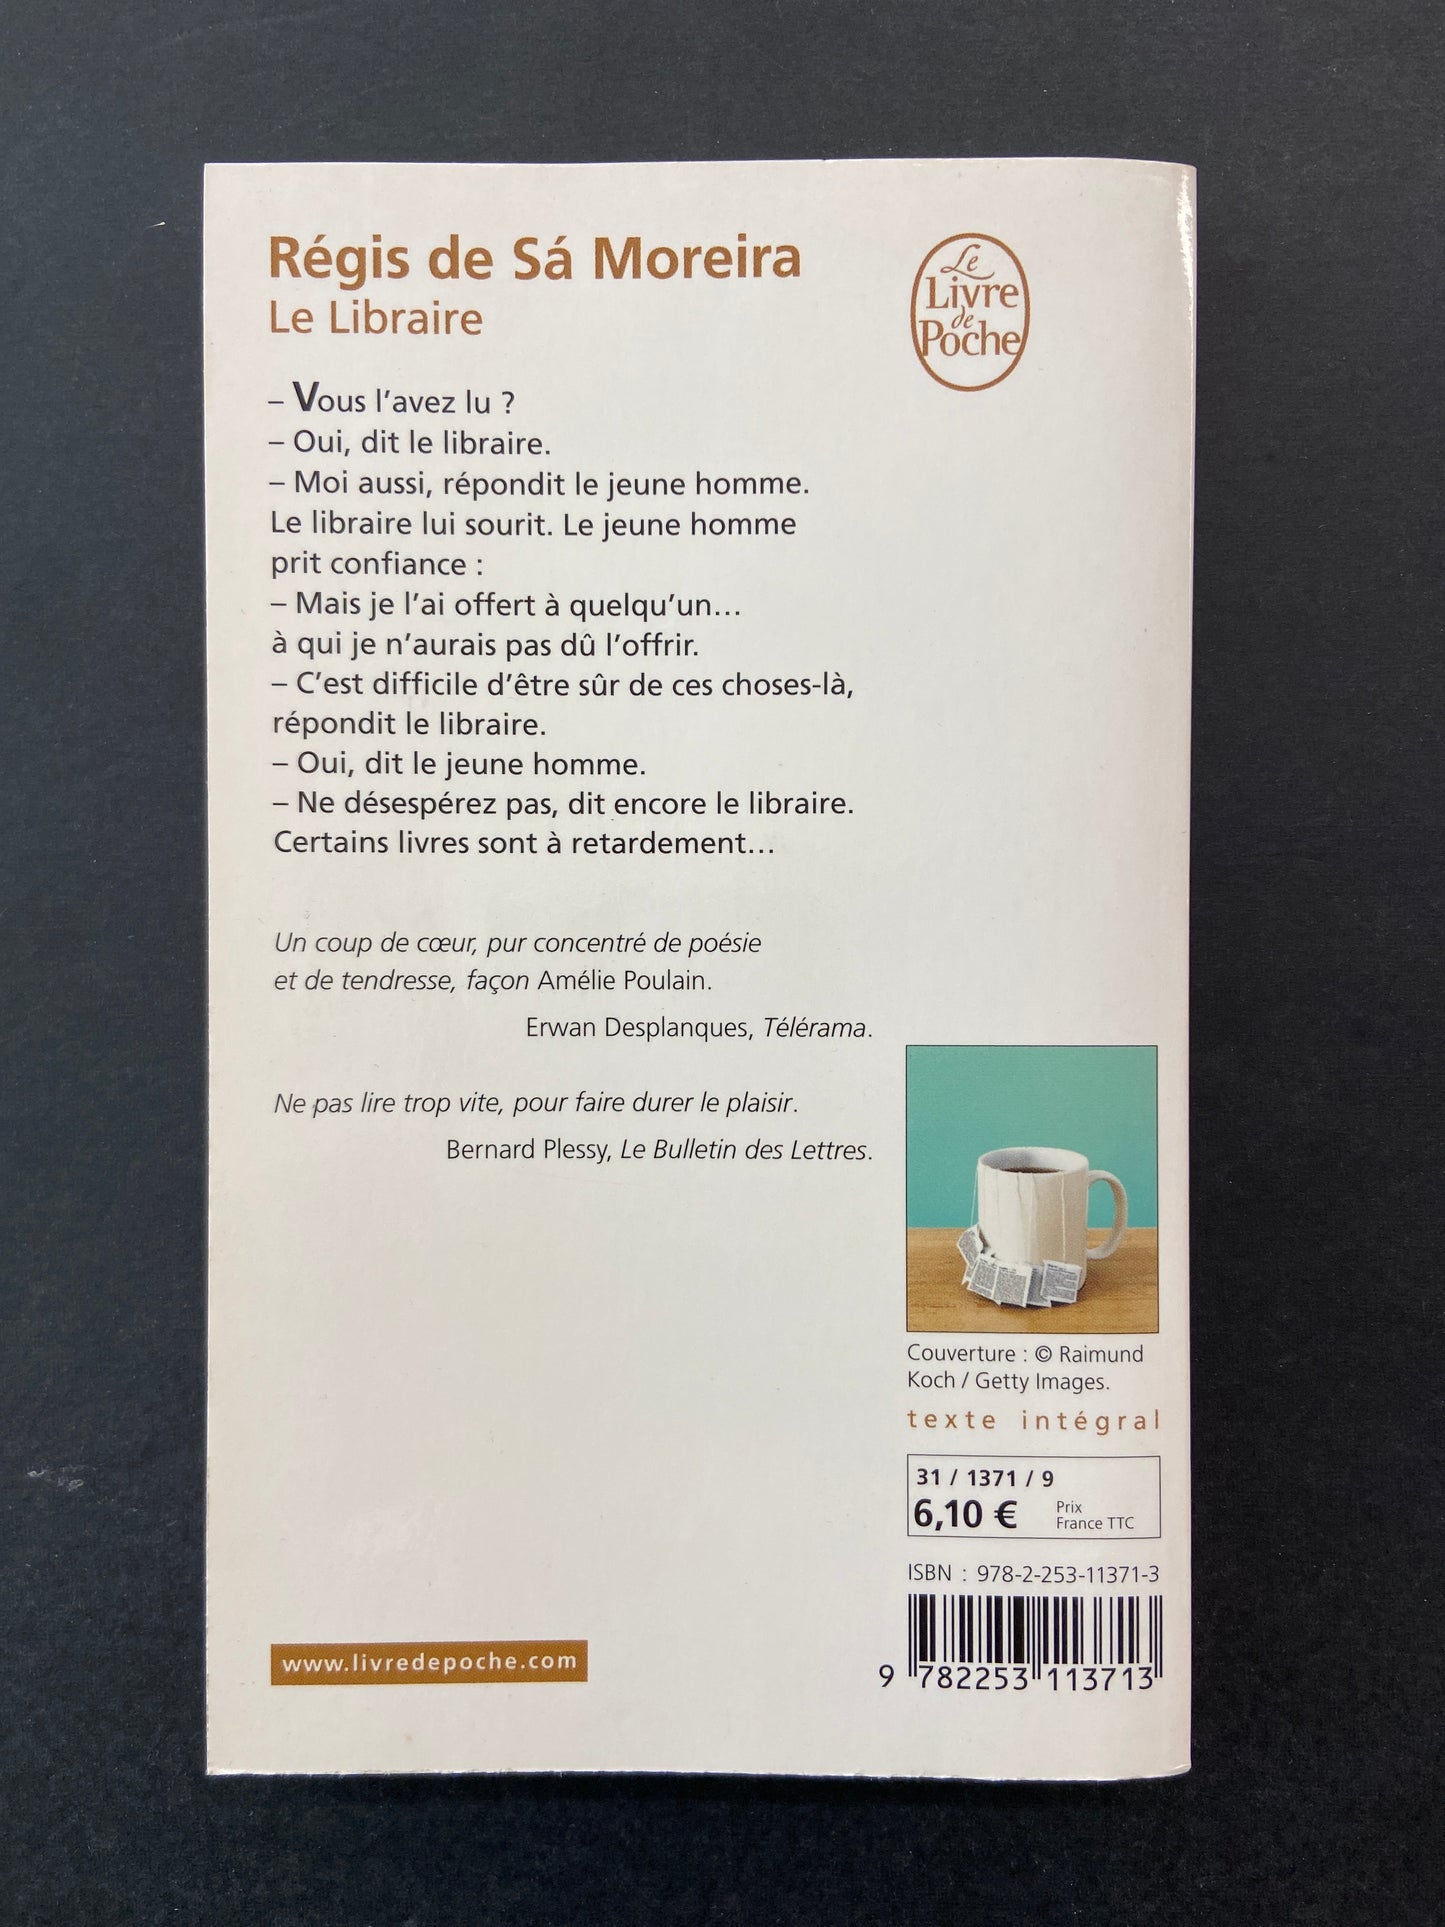 Régis de Sá Moreira
Le Libraire
Le
Livre
de
Poche
– Vous l’avez lu ?
– Oui, dit le libraire.
– Moi aussi, répondit le jeune homme.
Le libraire lui sourit. Le jeune homme
prit confiance :
– Mais je l’ai offert à quelqu’un…
à qui je n’aurais pas dû l’offrir.
– C’est difficile d’être sûr de ces choses-là,
répondit le libraire.
– Oui, dit le jeune homme.
– Ne désespérez pas, dit encore le libraire.
Certains livres sont à retardement…
Un coup de cœur, pur concentré de poésie
et de tendresse, façon Amélie Poulain.
Erwan Desplanques, Télérama.
Ne pas lire trop vite, pour faire durer le plaisir.
Bernard Plessy, Le Bulletin des Lettres.
Couverture : © Raimund
Koch / Getty Images.
texte intégral
31 / 1371 / 9
6,10 €
Prix
France TTC
ISBN : 978-2-253-11371-3
9 782253 113713
www.livredepoche.com